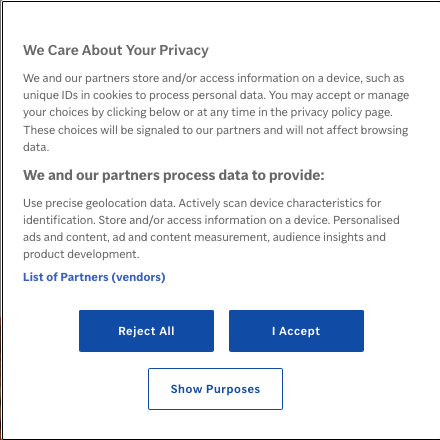 We Care About Your Privacy
We and our partners store and/or access information on a device, such as
unique IDs in cookies to process personal data. You may accept or manage
your choices by clicking below or at any time in the privacy policy page.
These choices will be signaled to our partners and will not affect browsing
data.
We and our partners process data to provide:
Use precise geolocation data. Actively scan device characteristics for
identification. Store and/or access information on a device. Personalised
ads and content, ad and content measurement, audience insights and
product development.
List of Partners (vendors)
Reject All
I Accept
Show Purposes